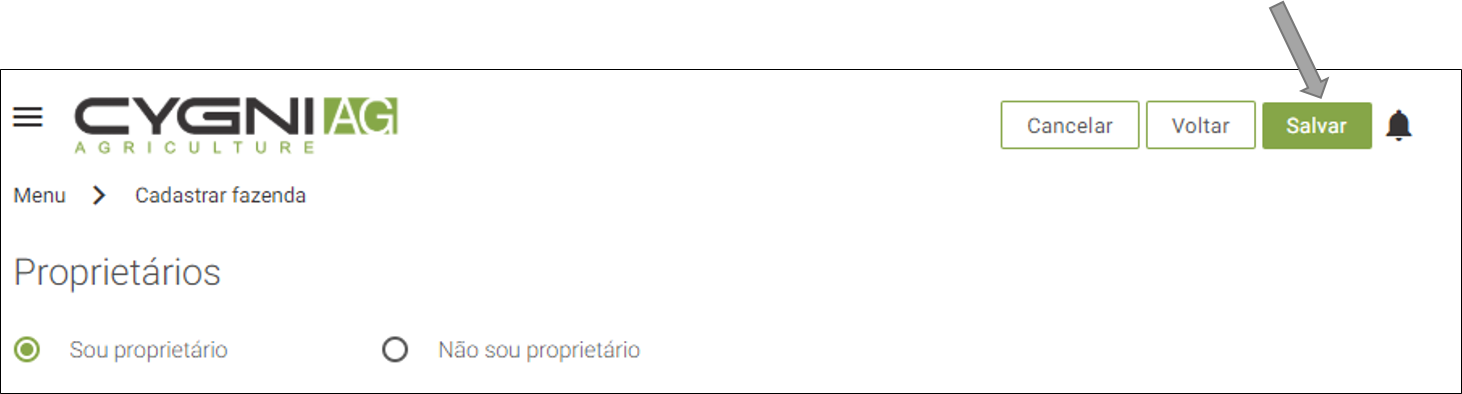 CYGNI AG
AGRICULTURE
Cancelar Voltar Salvar
Menu Cadastrar fazenda
Proprietários
Sou proprietário Não sou proprietário